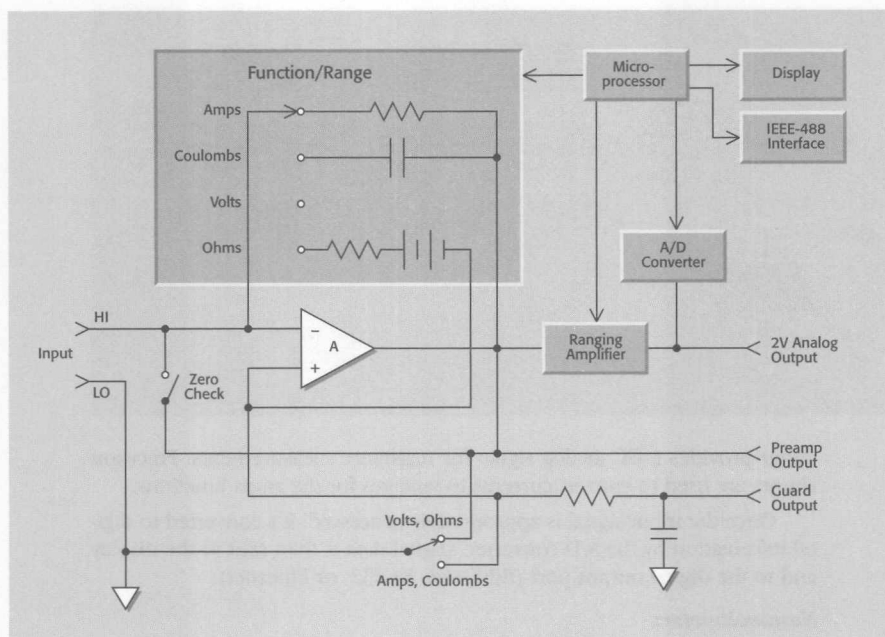 Function/Range
Amps
Coulombs
Volts
Ohms
Micro-
processor
Display
IEEE-488
Interface
A/D
Converter
HI
Input
LO
Zero
Check
−
A
+
Ranging
Amplifier
2V Analog
Output
Preamp
Output
Guard
Output
Volts, Ohms
Amps, Coulombs